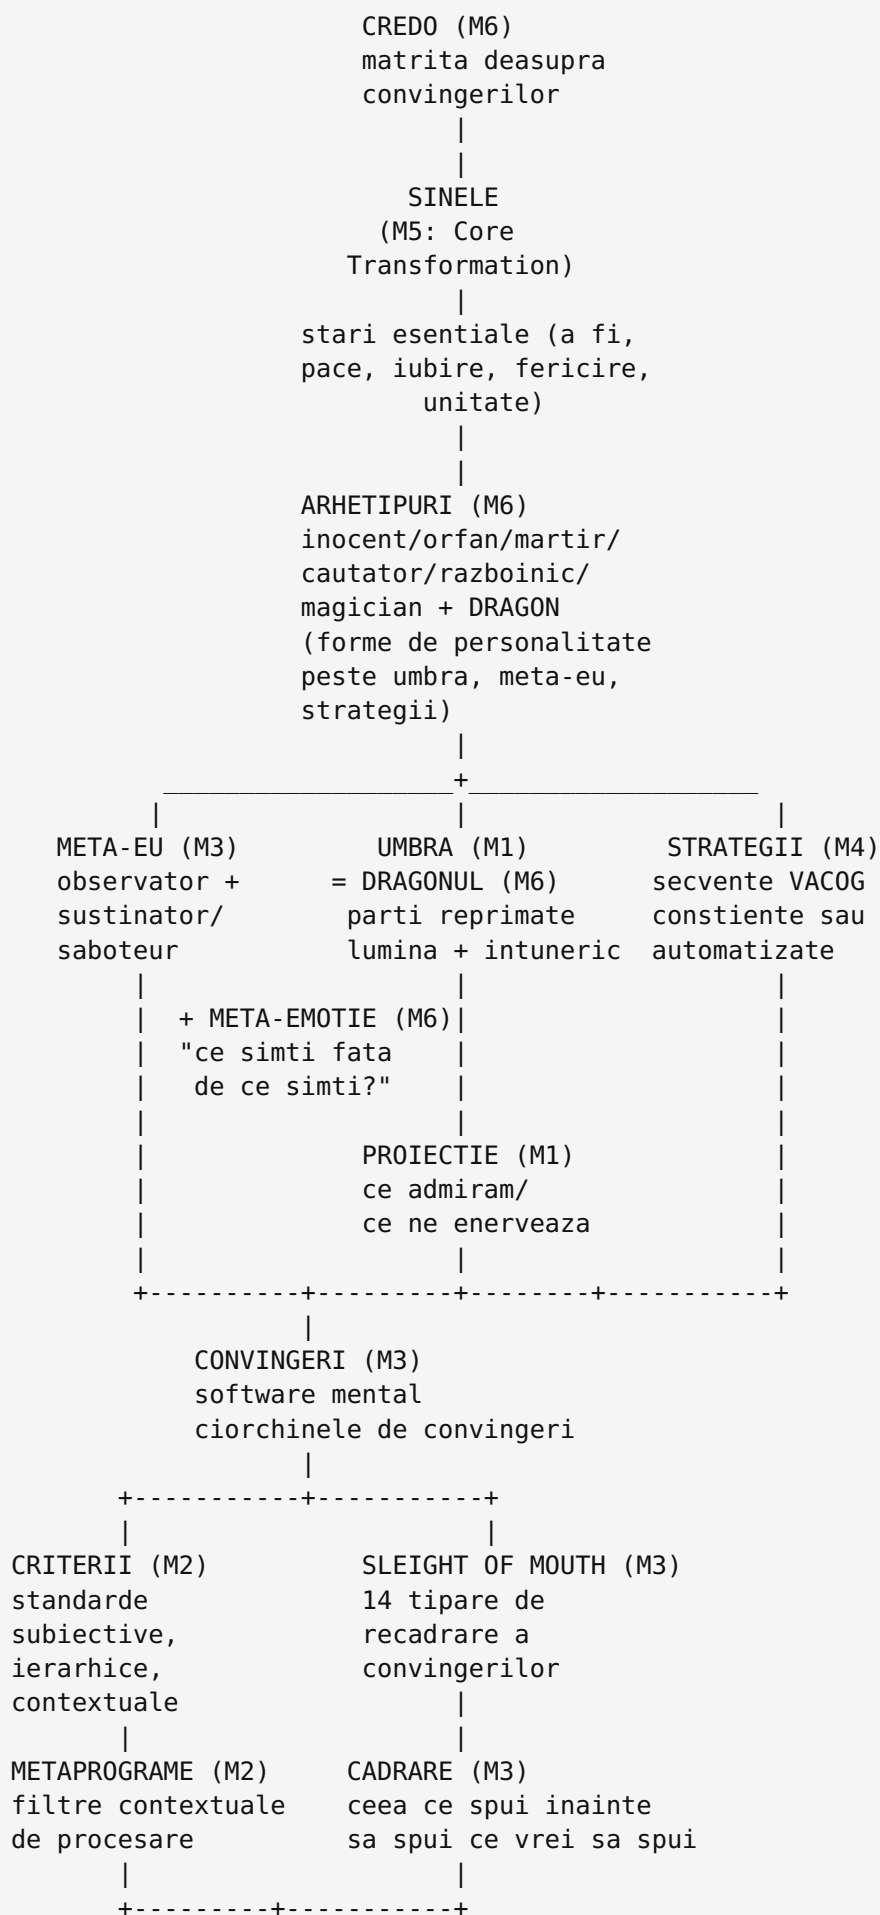 CREDO (M6)
matrita deasupra
convingerilor
|
|
SINELE
(M5: Core
Transformation)
|
stari esentiale (a fi,
pace, iubire, fericire,
unitate)
|
|
ARHETIPURI (M6)
inocent/orfan/martir/
cautator/razboinic/
magician + DRAGON
(forme de personalitate
peste umbra, meta-eu,
strategii)
|
___________________+___________________
| | |
META-EU (M3) UMBRA (M1) STRATEGII (M4)
observator + = DRAGONUL (M6) secvente VACOG
sustinator/ parti reprimate constiente sau
saboteur lumina + intuneric automatizate
| | |
| + META-EMOTIE (M6)| |
| "ce simti fata | |
| de ce simti?" | |
| | |
| PROIECTIE (M1) |
| ce admiram/ |
| ce ne enerveaza |
| | |
+----------+---------+--------+-----------+
|
CONVINGERI (M3)
software mental
ciorchinele de convingeri
|
+-----------+-----------+
| |
CRITERII (M2) SLEIGHT OF MOUTH (M3)
standarde 14 tipare de
subiective, recadrare a
ierarhice, convingerilor
contextuale |
| |
METAPROGRAME (M2) CADRARE (M3)
filtre contextuale ceea ce spui inainte
de procesare sa spui ce vrei sa spui
| |
+---------+-----------+